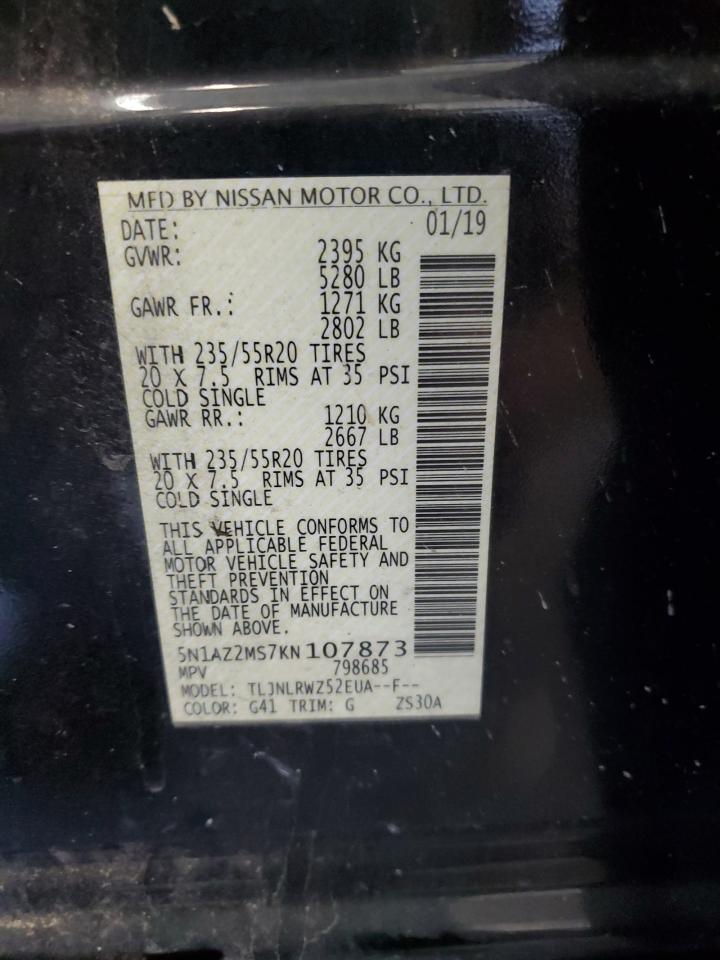 MFD BY NISSAN MOTOR CO., LTD.
DATE: 01/19
GVWR: 2395 KG
5280 LB
GAWR FR.: 1271 KG
2802 LB
WITH 235/55R20 TIRES
20 X 7.5 RIMS AT 35 PSI
COLD SINGLE
GAWR RR.: 1210 KG
2667 LB
WITH 235/55R20 TIRES
20 X 7.5 RIMS AT 35 PSI
COLD SINGLE
THIS VEHICLE CONFORMS TO
ALL APPLICABLE FEDERAL
MOTOR VEHICLE SAFETY AND
THEFT PREVENTION
STANDARDS IN EFFECT ON
THE DATE OF MANUFACTURE
SHOWN ABOVE.
5N1AZ2MS7KN107873
MPV 798685
MODEL: TLJNLRWZ52EUA--F--
COLOR: G41 TRIM: G ZS30A